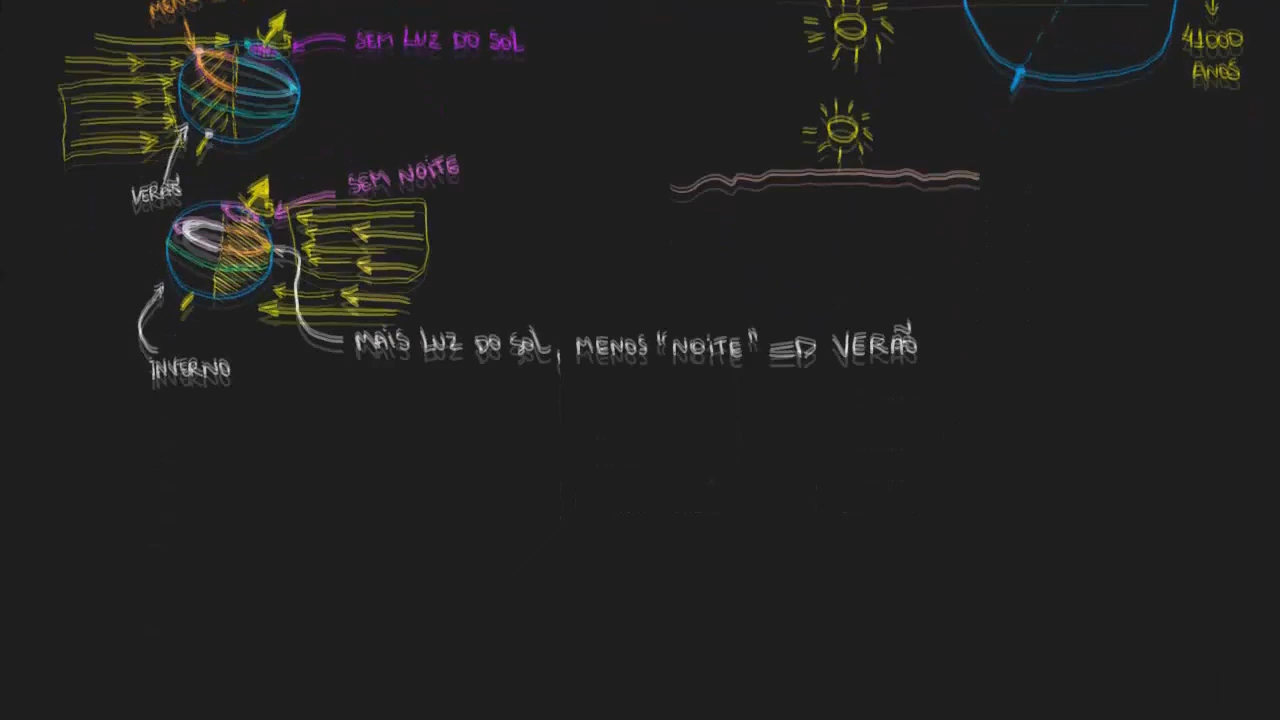 SEM LUZ DO SOL
41000
ANOS
VERÃO
SEM NOITE
MAIS LUZ DO SOL, MENOS "NOITE" => VERÃO
INVERNO